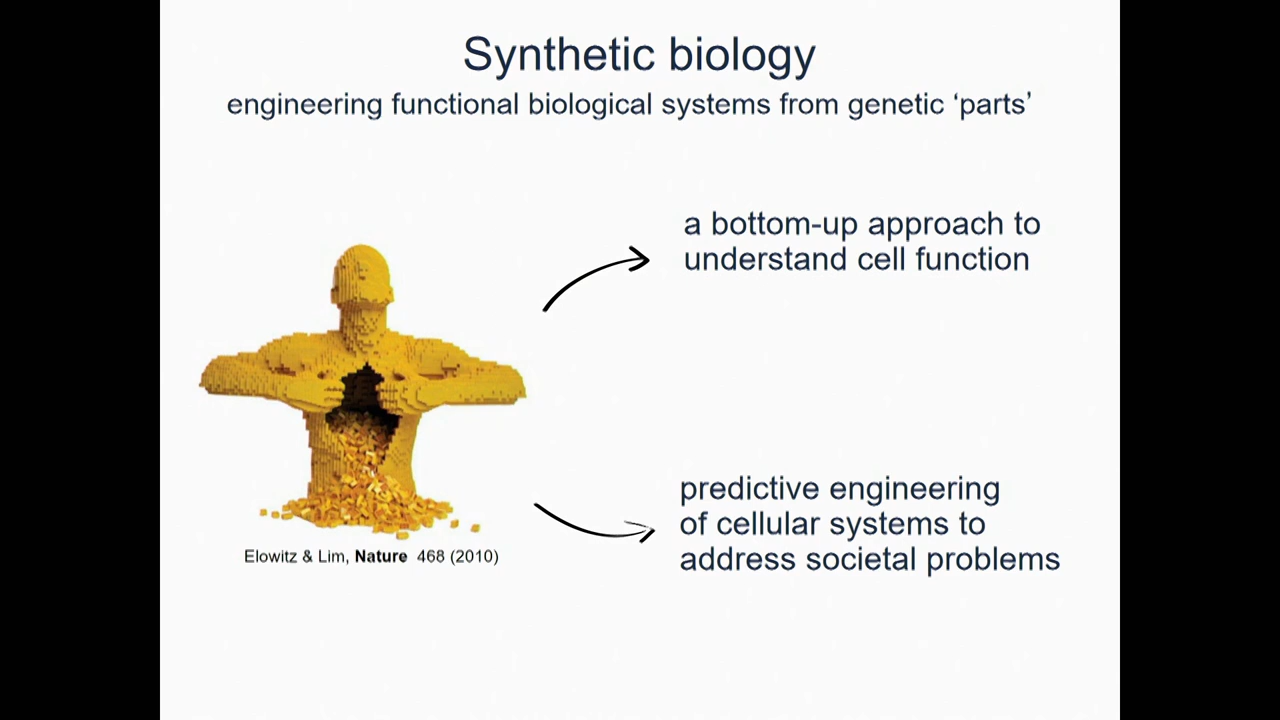 Synthetic biology
engineering functional biological systems from genetic ‘parts’
a bottom-up approach to
understand cell function
predictive engineering
of cellular systems to
address societal problems
Elowitz & Lim, Nature 468 (2010)